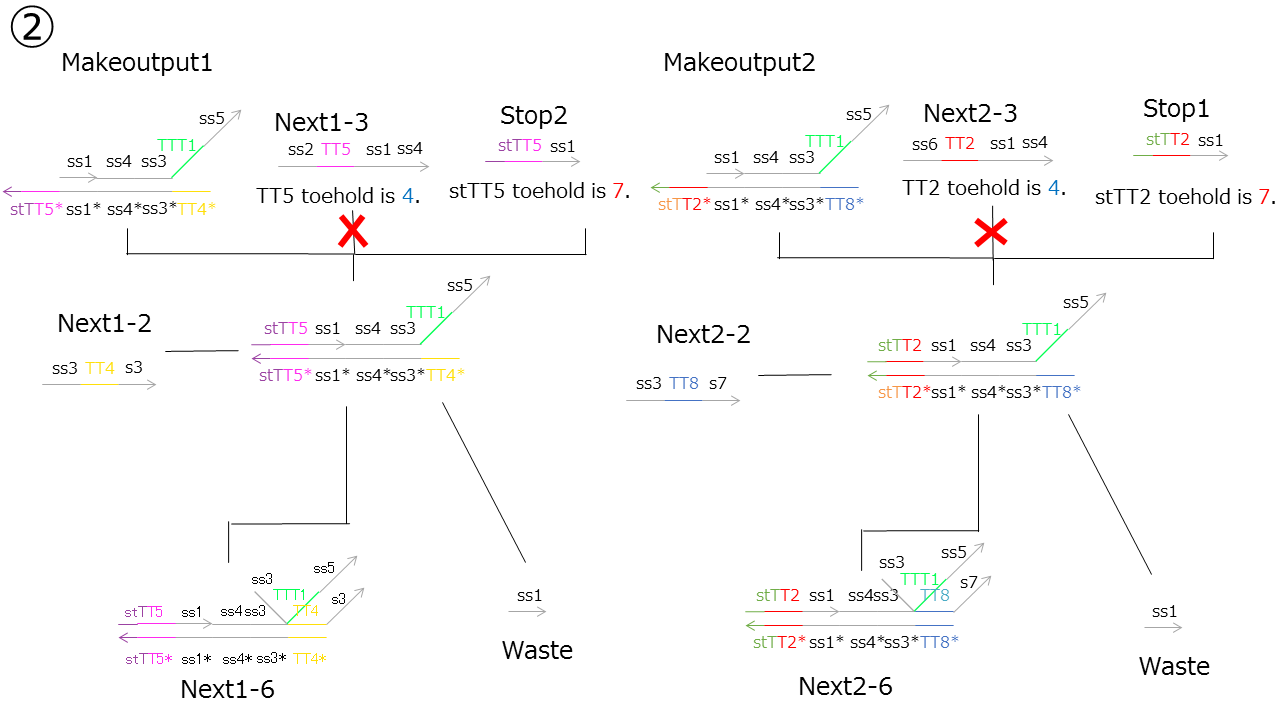 ②
Makeoutput1
Makeoutput2
ss5
TTT1
ss1 ss4 ss3
stTT5* ss1* ss4* ss3* TT4*
Next1-3
ss2 TT5 ss1 ss4
TT5 toehold is 4.
Stop2
stTT5 ss1
stTT5 toehold is 7.
ss5
TTT1
ss1 ss4 ss3
stTT2* ss1* ss4* ss3* TT8*
Next2-3
ss6 TT2 ss1 ss4
TT2 toehold is 4.
Stop1
stTT2 ss1
stTT2 toehold is 7.
Next1-2
ss3 TT4 s3
ss5
TTT1
stTT5 ss1 ss4 ss3
stTT5* ss1* ss4* ss3* TT4*
Next2-2
ss3 TT8 s7
ss5
TTT1
stTT2 ss1 ss4 ss3
stTT2* ss1* ss4* ss3* TT8*
ss3 ss5
TTT1 TT4 s3
stTT5 ss1 ss4 ss3
stTT5* ss1* ss4* ss3* TT4*
Next1-6
ss1
Waste
ss3 ss5
TTT1 s7
TT8
stTT2 ss1 ss4 ss3
stTT2* ss1* ss4* ss3* TT8*
Next2-6
ss1
Waste